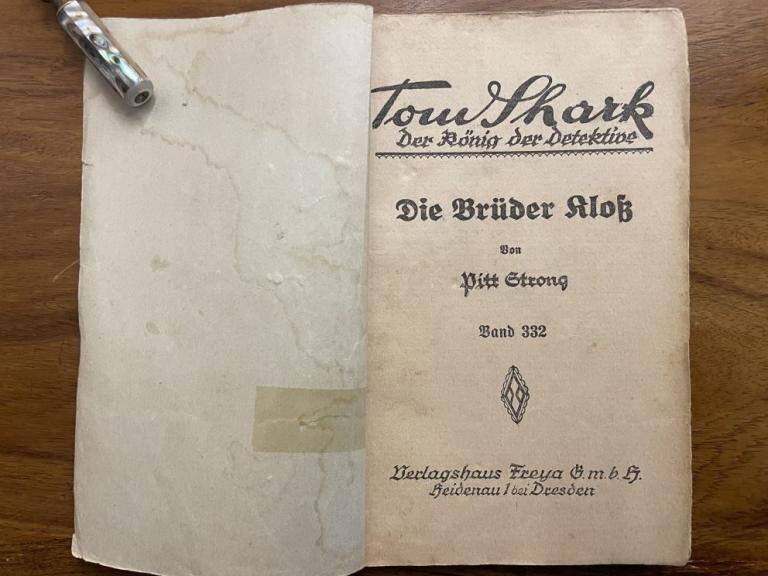 Tom Shark
Der König der Detektive
Die Brüder Kloß
Von
Pitt Strong
Band 332
Verlagshaus Freya G. m. b. H.
Heidenau 1 bei Dresden